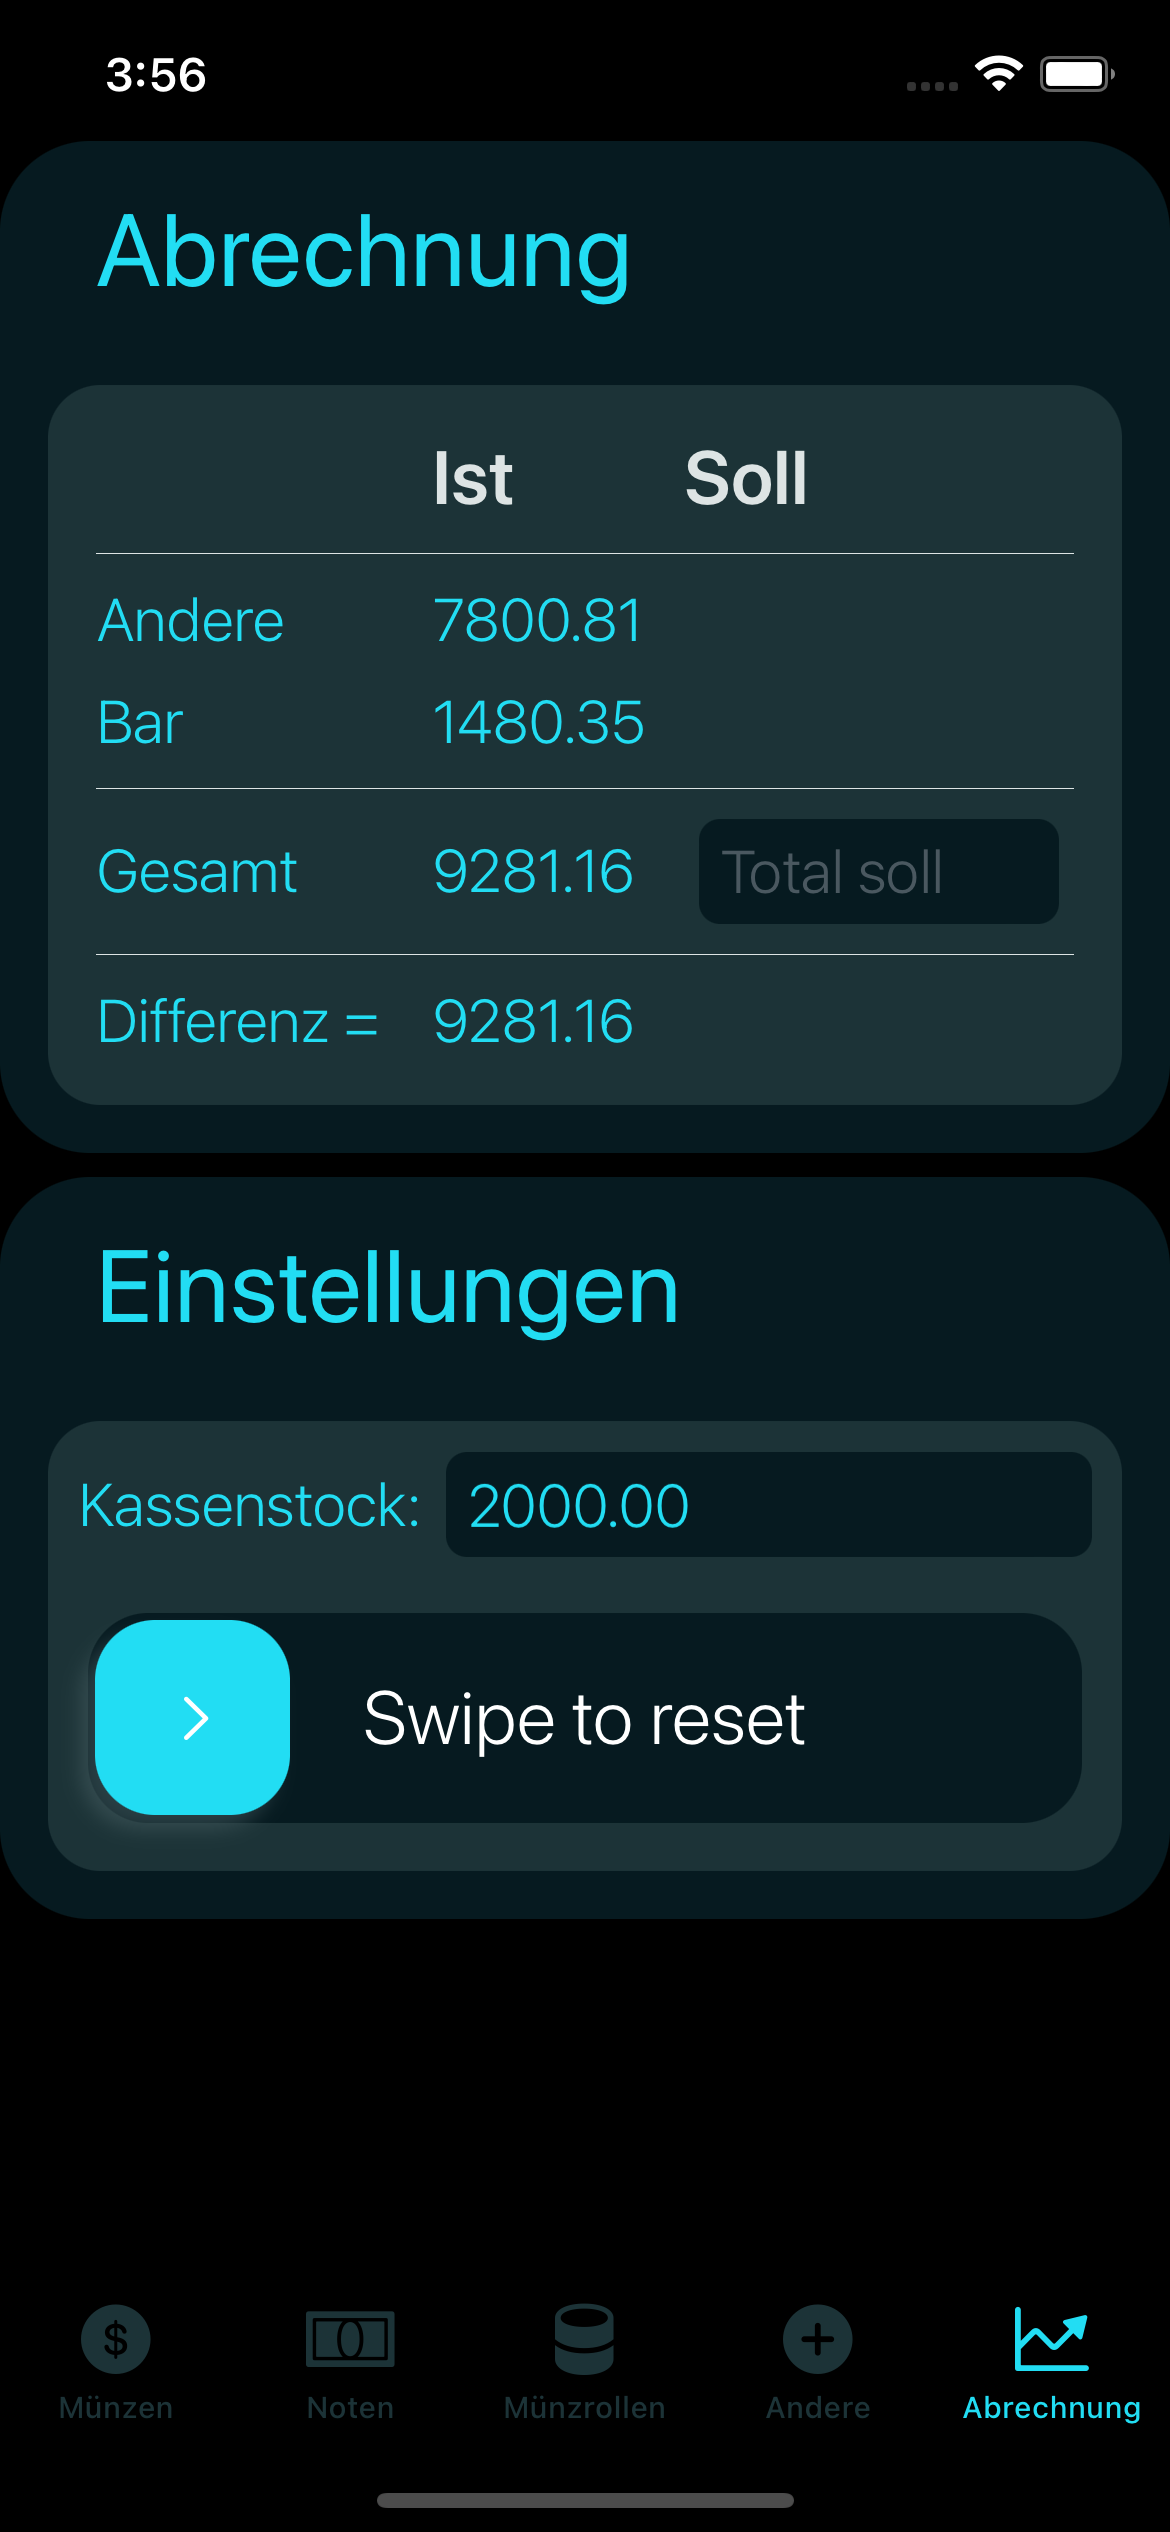 3:56
Abrechnung
Ist Soll
Andere 7800.81
Bar 1480.35
Gesamt 9281.16 Total soll
Differenz = 9281.16
Einstellungen
Kassenstock: 2000.00
Swipe to reset
Münzen Noten Münzrollen Andere Abrechnung